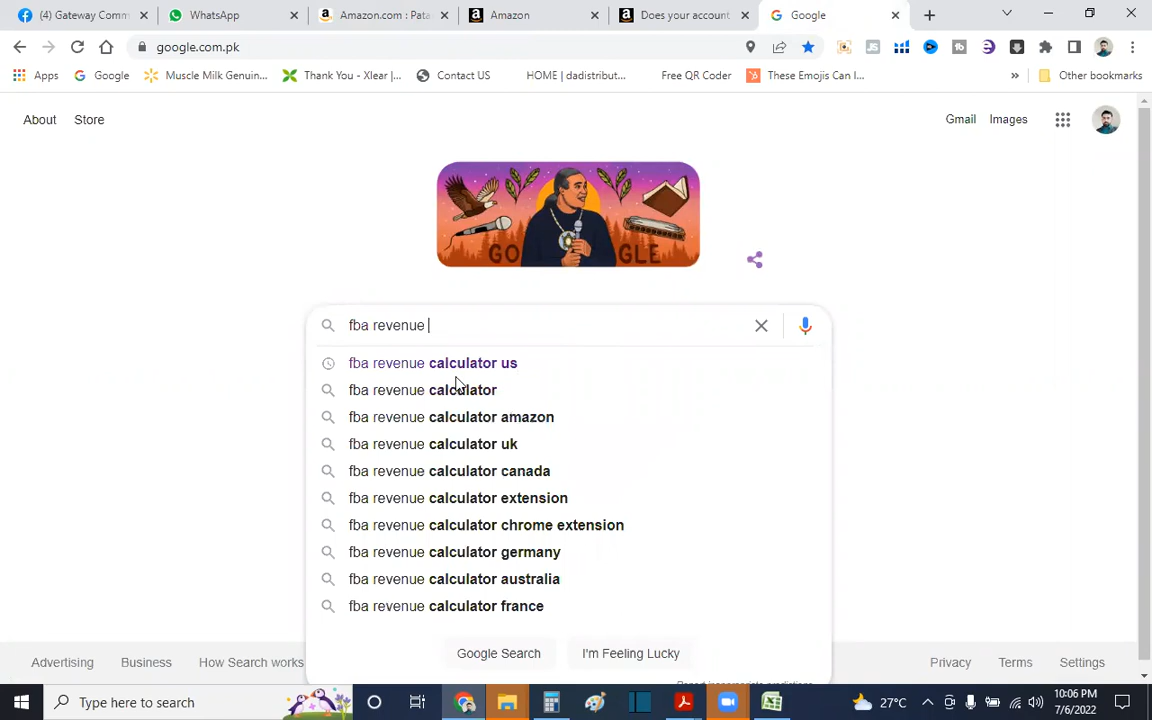 (4) Gateway Comm
WhatsApp
Amazon.com : Pata
Amazon
Does your account
Google
google.com.pk
Apps
Google
Muscle Milk Genuin...
Thank You - Xlear |...
Contact US
HOME | dadistribut...
Free QR Code
These Emojis Can I...
»
Other bookmarks
About
Store
Gmail
Images
GOOGLE
fba revenue
fba revenue calculator us
fba revenue calculator
fba revenue calculator amazon
fba revenue calculator uk
fba revenue calculator canada
fba revenue calculator extension
fba revenue calculator chrome extension
fba revenue calculator germany
fba revenue calculator australia
fba revenue calculator france
Google Search
I'm Feeling Lucky
Report inappropriate predictions
Advertising
Business
How Search works
Privacy
Terms
Settings
Type here to search
27°C
10:06 PM
7/6/2022